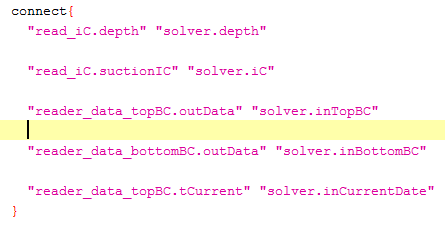 connect{
"read_iC.depth" "solver.depth"
"read_iC.suctionIC" "solver.iC"
"reader_data_topBC.outData" "solver.inTopBC"
"reader_data_bottomBC.outData" "solver.inBottomBC"
"reader_data_topBC.tCurrent" "solver.inCurrentDate"
}